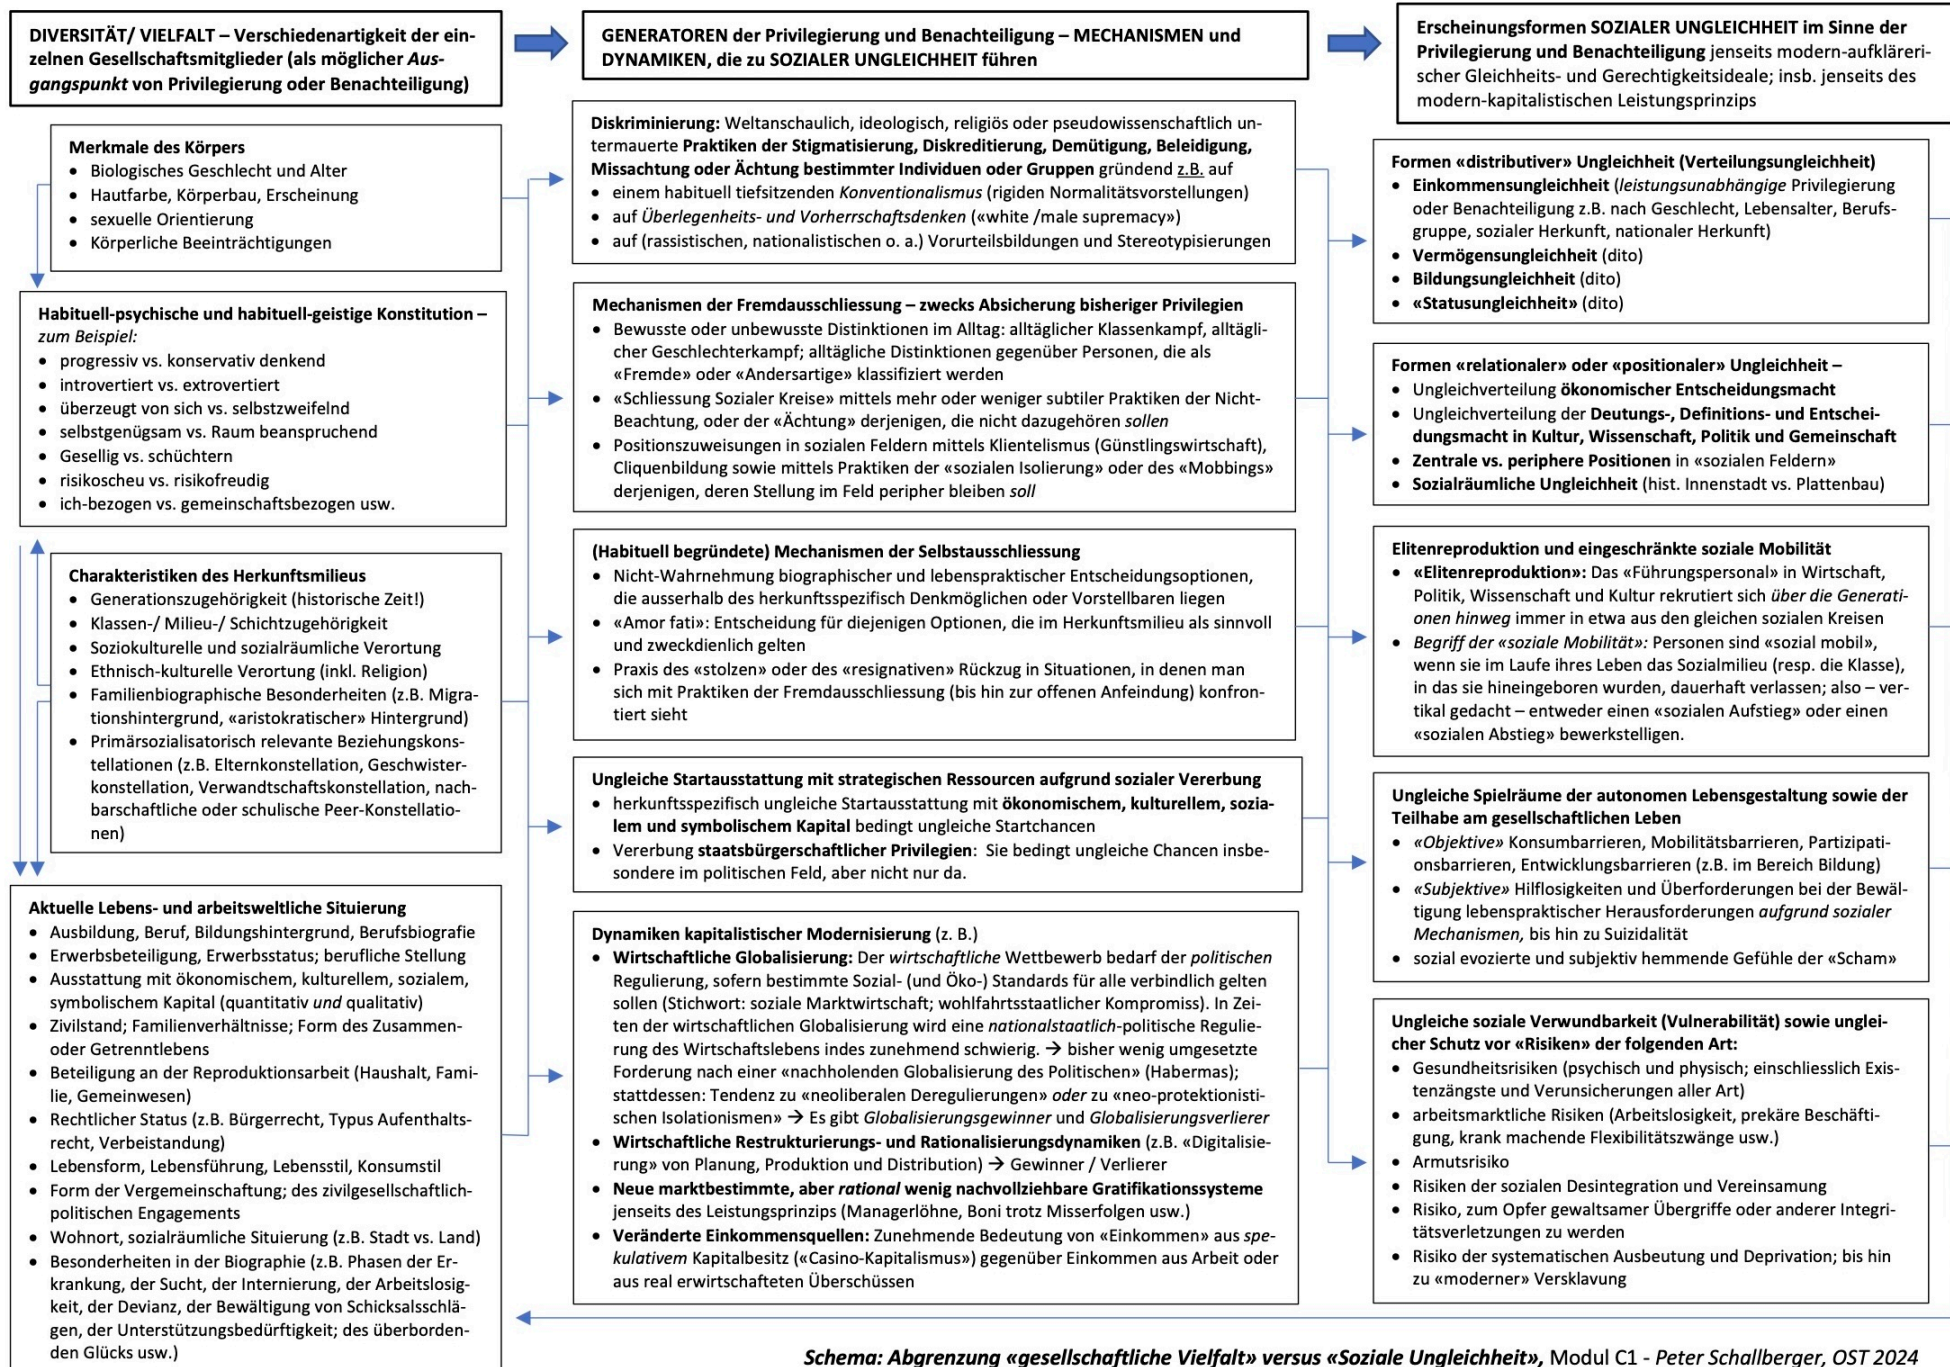 DIVERSITÄT/ VIELFALT – Verschiedenartigkeit der ein-
zelnen Gesellschaftsmitglieder (als möglicher Aus-
gangspunkt von Privilegierung oder Benachteiligung)
Merkmale des Körpers
• Biologisches Geschlecht und Alter
• Hautfarbe, Körperbau, Erscheinung
• sexuelle Orientierung
• Körperliche Beeinträchtigungen
Habituell-psychische und habituell-geistige Konstitution –
zum Beispiel:
• progressiv vs. konservativ denkend
• introvertiert vs. extrovertiert
• überzeugt von sich vs. selbstzweifelnd
• selbstgenügsam vs. Raum beanspruchend
• Gesellig vs. schüchtern
• risikoscheu vs. risikofreudig
• ich-bezogen vs. gemeinschaftsbezogen usw.
Charakteristiken des Herkunftsmilieus
• Generationszugehörigkeit (historische Zeit!)
• Klassen-/ Milieu-/ Schichtzugehörigkeit
• Soziokulturelle und sozialräumliche Verortung
• Ethnisch-kulturelle Verortung (inkl. Religion)
• Familienbiographische Besonderheiten (z.B. Migra-
tionshintergrund, «aristokratischer» Hintergrund)
• Primärsozialisatorisch relevante Beziehungskons-
tellationen (z.B. Elternkonstellation, Geschwister-
konstellation, Verwandtschaftskonstellation, nach-
barschaftliche oder schulische Peer-Konstellatio-
nen)
Aktuelle Lebens- und arbeitsweltliche Situierung
• Ausbildung, Beruf, Bildungshintergrund, Berufsbiografie
• Erwerbsbeteiligung, Erwerbsstatus; berufliche Stellung
• Ausstattung mit ökonomischem, kulturellem, sozialem,
symbolischem Kapital (quantitativ und qualitativ)
• Zivilstand; Familienverhältnisse; Form des Zusammen-
oder Getrenntlebens
• Beteiligung an der Reproduktionsarbeit (Haushalt, Fami-
lie, Gemeinwesen)
• Rechtlicher Status (z.B. Bürgerrecht, Typus Aufenthalts-
recht, Verbeistandung)
• Lebensform, Lebensführung, Lebensstil, Konsumstil
• Form der Vergemeinschaftung; des zivilgesellschaftlich-
politischen Engagements
• Wohnort, sozialräumliche Situierung (z.B. Stadt vs. Land)
• Besonderheiten in der Biographie (z.B. Phasen der Er-
krankung, der Sucht, der Internierung, der Arbeitslosig-
keit, der Devianz, der Bewältigung von Schicksalsschlä-
gen, der Unterstützungsbedürftigkeit; des überborden-
den Glücks usw.)
GENERATOREN der Privilegierung und Benachteiligung – MECHANISMEN und
DYNAMIKEN, die zu SOZIALER UNGLEICHHEIT führen
Diskriminierung: Weltanschaulich, ideologisch, religiös oder pseudowissenschaftlich un-
termauerte Praktiken der Stigmatisierung, Diskreditierung, Demütigung, Beleidigung,
Missachtung oder Ächtung bestimmter Individuen oder Gruppen gründend z.B. auf
• einem habituell tiefsitzenden Konventionalismus (rigiden Normalitätsvorstellungen)
• auf Überlegenheits- und Vorherrschaftsdenken («white /male supremacy»)
• auf (rassistischen, nationalistischen o. a.) Vorurteilsbildungen und Stereotypisierungen
Mechanismen der Fremdausschliessung – zwecks Absicherung bisheriger Privilegien
• Bewusste oder unbewusste Distinktionen im Alltag: alltäglicher Klassenkampf, alltägli-
cher Geschlechterkampf; alltägliche Distinktionen gegenüber Personen, die als
«Fremde» oder «Andersartige» klassifiziert werden
• «Schliessung Sozialer Kreise» mittels mehr oder weniger subtiler Praktiken der Nicht-
Beachtung, oder der «Ächtung» derjenigen, die nicht dazugehören sollen
• Positionszuweisungen in sozialen Feldern mittels Klientelismus (Günstlingswirtschaft),
Cliquenbildung sowie mittels Praktiken der «sozialen Isolierung» oder des «Mobbings»
derjenigen, deren Stellung im Feld peripher bleiben soll
(Habituell begründete) Mechanismen der Selbstausschliessung
• Nicht-Wahrnehmung biographischer und lebenspraktischer Entscheidungsoptionen,
die ausserhalb des herkunftsspezifisch Denkmöglichen oder Vorstellbaren liegen
• «Amor fati»: Entscheidung für diejenigen Optionen, die im Herkunftsmilieu als sinnvoll
und zweckdienlich gelten
• Praxis des «stolzen» oder des «resignativen» Rückzug in Situationen, in denen man
sich mit Praktiken der Fremdausschliessung (bis hin zur offenen Anfeindung) konfron-
tiert sieht
Ungleiche Startausstattung mit strategischen Ressourcen aufgrund sozialer Vererbung
• herkunftsspezifisch ungleiche Startausstattung mit ökonomischem, kulturellem, sozia-
lem und symbolischem Kapital bedingt ungleiche Startchancen
• Vererbung staatsbürgerschaftlicher Privilegien: Sie bedingt ungleiche Chancen insbe-
sondere im politischen Feld, aber nicht nur da.
Dynamiken kapitalistischer Modernisierung (z. B.)
• Wirtschaftliche Globalisierung: Der wirtschaftliche Wettbewerb bedarf der politischen
Regulierung, sofern bestimmte Sozial- (und Öko-) Standards für alle verbindlich gelten
sollen (Stichwort: soziale Marktwirtschaft; wohlfahrtsstaatlicher Kompromiss). In Zei-
ten der wirtschaftlichen Globalisierung wird eine nationalstaatlich-politische Regulie-
rung des Wirtschaftslebens indes zunehmend schwierig. → bisher wenig umgesetzte
Forderung nach einer «nachholenden Globalisierung des Politischen» (Habermas);
stattdessen: Tendenz zu «neoliberalen Deregulierungen» oder zu «neo-protektionisti-
schen Isolationismen» → Es gibt Globalisierungsgewinner und Globalisierungsverlierer
• Wirtschaftliche Restrukturierungs- und Rationalisierungsdynamiken (z.B. «Digitalisie-
rung» von Planung, Produktion und Distribution) → Gewinner / Verlierer
• Neue marktbestimmte, aber rational wenig nachvollziehbare Gratifikationssysteme
jenseits des Leistungsprinzips (Managerlöhne, Boni trotz Misserfolgen usw.)
• Veränderte Einkommensquellen: Zunehmende Bedeutung von «Einkommen» aus spe-
kulativem Kapitalbesitz («Casino-Kapitalismus») gegenüber Einkommen aus Arbeit oder
aus real erwirtschafteten Überschüssen
Erscheinungsformen SOZIALER UNGLEICHHEIT im Sinne der
Privilegierung und Benachteiligung jenseits modern-aufkläreri-
scher Gleichheits- und Gerechtigkeitsideale; insb. jenseits des
modern-kapitalistischen Leistungsprinzips
Formen «distributiver» Ungleichheit (Verteilungsungleichheit)
• Einkommensungleichheit (leistungsunabhängige Privilegierung
oder Benachteiligung z.B. nach Geschlecht, Lebensalter, Berufs-
gruppe, sozialer Herkunft, nationaler Herkunft)
• Vermögensungleichheit (dito)
• Bildungsungleichheit (dito)
• «Statusungleichheit» (dito)
Formen «relationaler» oder «positionaler» Ungleichheit –
• Ungleichverteilung ökonomischer Entscheidungsmacht
• Ungleichverteilung der Deutungs-, Definitions- und Entschei-
dungsmacht in Kultur, Wissenschaft, Politik und Gemeinschaft
• Zentrale vs. periphere Positionen in «sozialen Feldern»
• Sozialräumliche Ungleichheit (hist. Innenstadt vs. Plattenbau)
Elitenreproduktion und eingeschränkte soziale Mobilität
• «Elitenreproduktion»: Das «Führungspersonal» in Wirtschaft,
Politik, Wissenschaft und Kultur rekrutiert sich über die Generati-
onen hinweg immer in etwa aus den gleichen sozialen Kreisen
• Begriff der «soziale Mobilität»: Personen sind «sozial mobil»,
wenn sie im Laufe ihres Leben das Sozialmilieu (resp. die Klasse),
in das sie hineingeboren wurden, dauerhaft verlassen; also – ver-
tikal gedacht – entweder einen «sozialen Aufstieg» oder einen
«sozialen Abstieg» bewerkstelligen.
Ungleiche Spielräume der autonomen Lebensgestaltung sowie der
Teilhabe am gesellschaftlichen Leben
• «Objektive» Konsumbarrieren, Mobilitätsbarrieren, Partizipati-
onsbarrieren, Entwicklungsbarrieren (z.B. im Bereich Bildung)
• «Subjektive» Hilflosigkeiten und Überforderungen bei der Bewäl-
tigung lebenspraktischer Herausforderungen aufgrund sozialer
Mechanismen, bis hin zu Suizidalität
• sozial evozierte und subjektiv hemmende Gefühle der «Scham»
Ungleiche soziale Verwundbarkeit (Vulnerabilität) sowie unglei-
cher Schutz vor «Risiken» der folgenden Art:
• Gesundheitsrisiken (psychisch und physisch; einschliesslich Exis-
tenzängste und Verunsicherungen aller Art)
• arbeitsmarktliche Risiken (Arbeitslosigkeit, prekäre Beschäfti-
gung, krank machende Flexibilitätszwänge usw.)
• Armutsrisiko
• Risiken der sozialen Desintegration und Vereinsamung
• Risiko, zum Opfer gewaltsamer Übergriffe oder anderer Integri-
tätsverletzungen zu werden
• Risiko der systematischen Ausbeutung und Deprivation; bis hin
zu «moderner» Versklavung
Schema: Abgrenzung «gesellschaftliche Vielfalt» versus «Soziale Ungleichheit», Modul C1 - Peter Schallberger, OST 2024